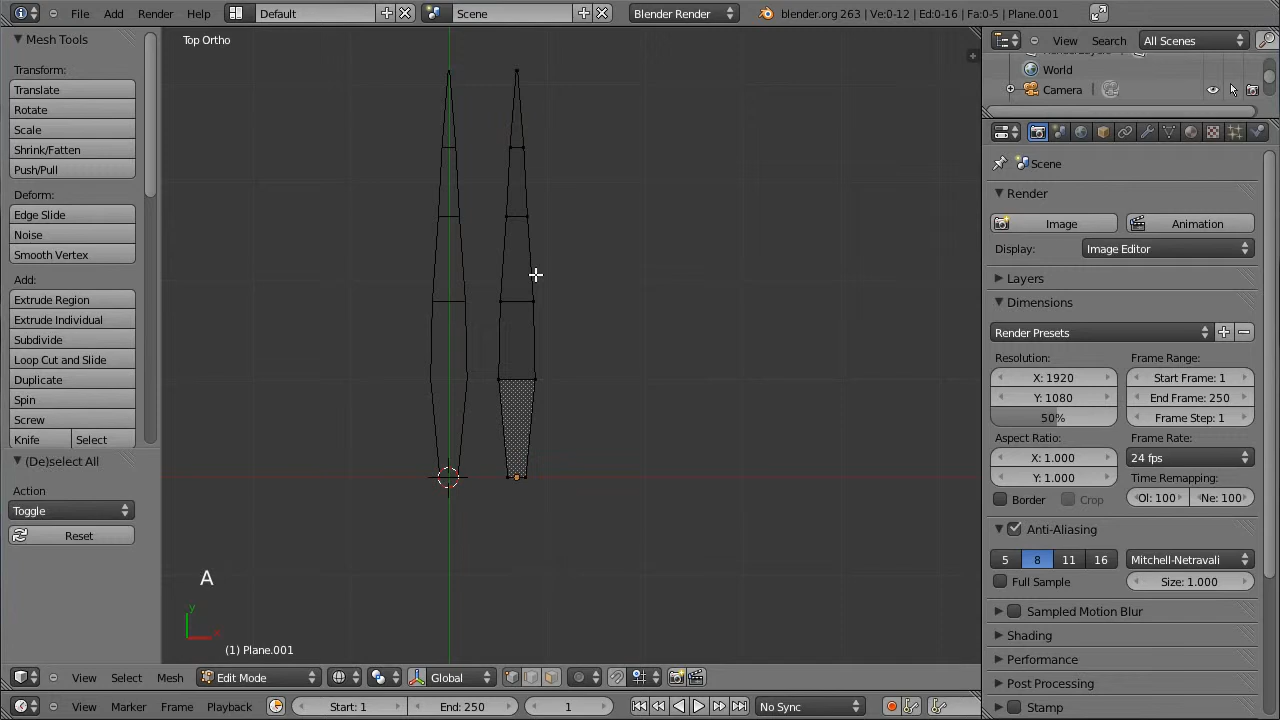 File Add Render Help Default Scene Blender Render blender.org 263 | Ve:0-12 | Ed:0-16 | Fa:0-5 | Plane.001
Mesh Tools
Transform:
Translate
Rotate
Scale
Shrink/Fatten
Push/Pull
Deform:
Edge Slide
Noise
Smooth Vertex
Add:
Extrude Region
Extrude Individual
Subdivide
Loop Cut and Slide
Duplicate
Spin
Screw
Knife Select
(De)select All
Action
Toggle
Reset
Top Ortho
A
y
x
(1) Plane.001
View Select Mesh Edit Mode Global
View Marker Frame Playback Start: 1 End: 250 1 No Sync
View Search All Scenes
World
Camera
Scene
Render
Image Animation
Display: Image Editor
Layers
Dimensions
Render Presets
Resolution: Frame Range:
X: 1920 Start Frame: 1
Y: 1080 End Frame: 250
50% Frame Step: 1
Aspect Ratio: Frame Rate:
X: 1.000 24 fps
Y: 1.000 Time Remapping:
Border Crop Ol: 100 Ne: 100
Anti-Aliasing
5 8 11 16 Mitchell-Netravali
Full Sample Size: 1.000
Sampled Motion Blur
Shading
Performance
Post Processing
Stamp